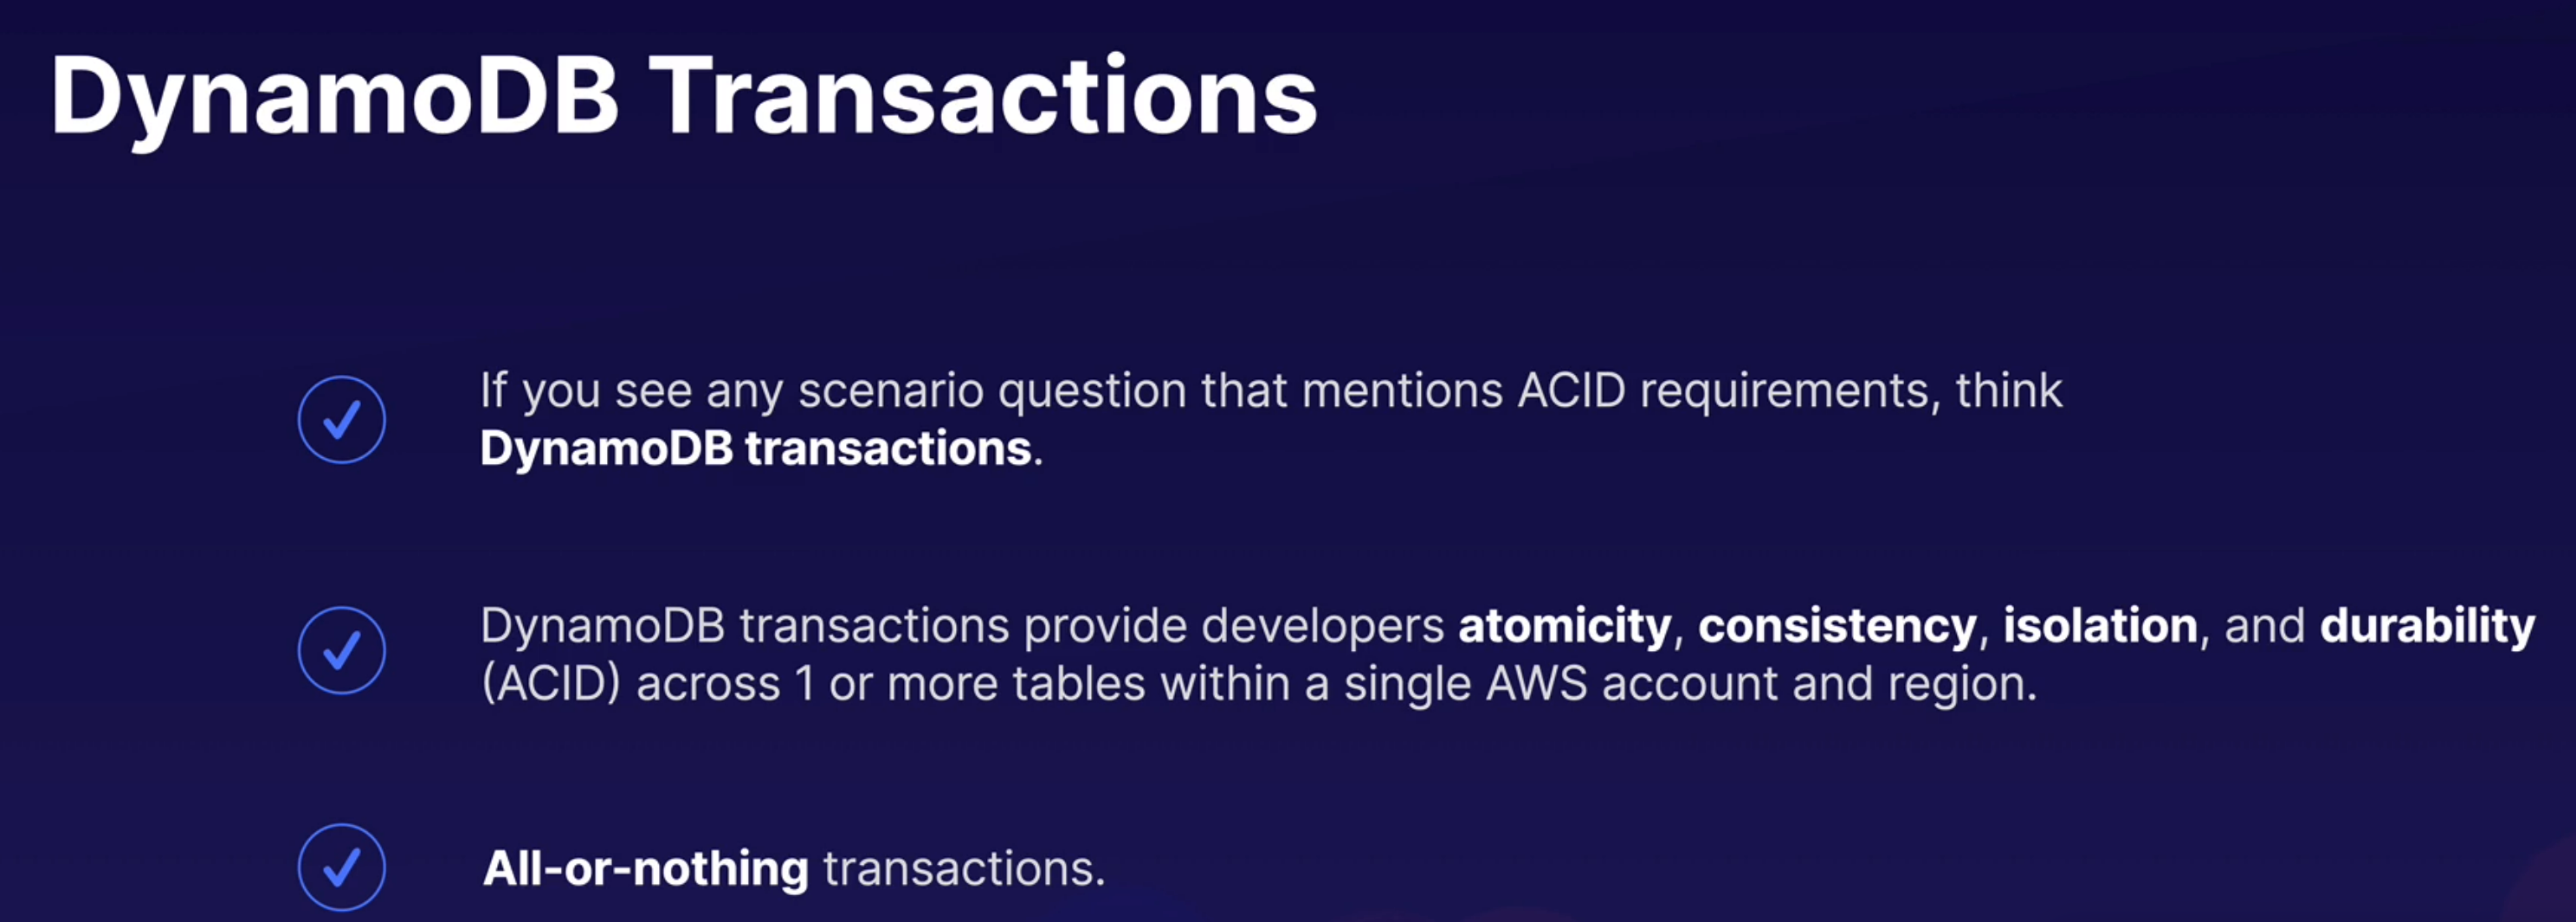 DynamoDB Transactions
If you see any scenario question that mentions ACID requirements, think
DynamoDB transactions.
DynamoDB transactions provide developers atomicity, consistency, isolation, and durability
(ACID) across 1 or more tables within a single AWS account and region.
All-or-nothing transactions.